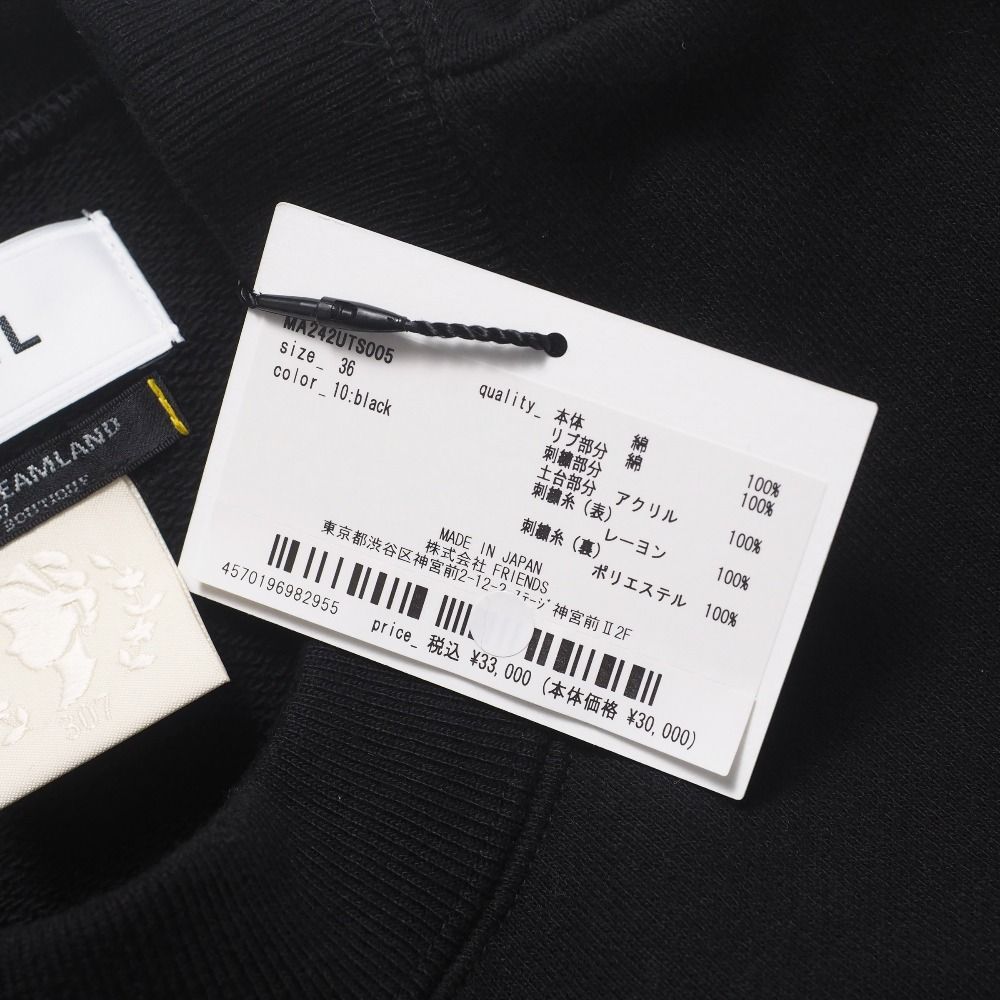 L
EAMLAND
BOUTIQUE
3017
MA242UTS005
size_ 36
color_ 10:black
quality_ 本体 綿 100%
リブ部分 綿 100%
刺繍部分
土台部分 アクリル 100%
刺繍糸（表） レーヨン 100%
刺繍糸（裏） ポリエステル 100%
MADE IN JAPAN
株式会社 FRIENDS
東京都渋谷区神宮前2-12-2 ｽﾃｰｼﾞ神宮前Ⅱ2F
4570196982955
price_ 税込 ¥33,000 (本体価格 ¥30,000)